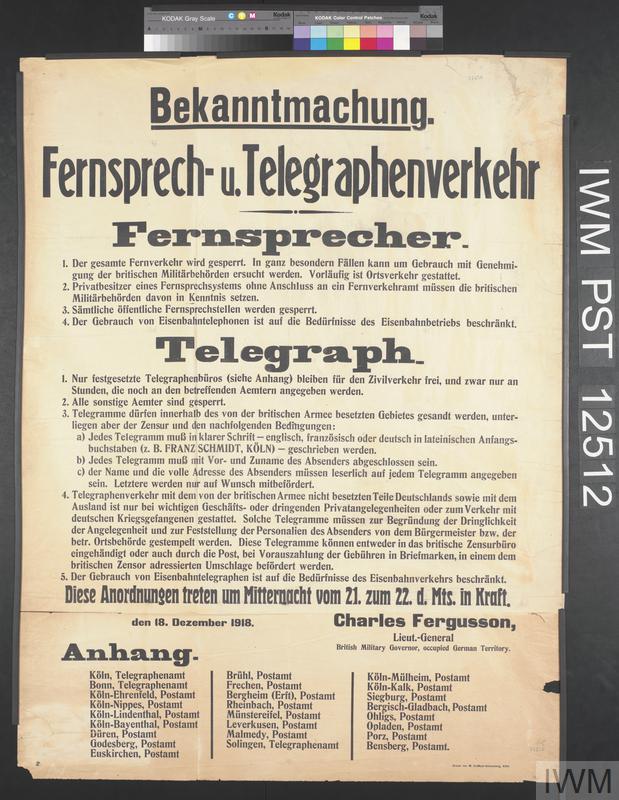 KODAK Gray Scale
C Y M
Kodak
KODAK Color Control Patches
Kodak
Bekanntmachung.
Fernsprech- u. Telegraphenverkehr
Fernsprecher.
1. Der gesamte Fernverkehr wird gesperrt. In ganz besondern Fällen kann um Gebrauch mit Genehmi-
gung der britischen Militärbehörden ersucht werden. Vorläufig ist Ortsverkehr gestattet.
2. Privatbesitzer eines Fernsprechsystems ohne Anschluss an ein Fernverkehramt müssen die britischen
Militärbehörden davon in Kenntnis setzen.
3. Sämtliche öffentliche Fernsprechstellen werden gesperrt.
4. Der Gebrauch von Eisenbahntelephonen ist auf die Bedürfnisse des Eisenbahnbetriebs beschränkt.
Telegraph.
1. Nur festgesetzte Telegraphenbüros (siehe Anhang) bleiben für den Zivilverkehr frei, und zwar nur an
Stunden, die noch an den betreffenden Aemtern angegeben werden.
2. Alle sonstige Aemter sind gesperrt.
3. Telegramme dürfen innerhalb des von der britischen Armee besetzten Gebietes gesandt werden, unter-
liegen aber der Zensur und den nachfolgenden Bedingungen:
a) Jedes Telegramm muß in klarer Schrift — englisch, französisch oder deutsch in lateinischen Anfangs-
buchstaben (z. B. FRANZ SCHMIDT, KÖLN) — geschrieben werden.
b) Jedes Telegramm muß mit Vor- und Zuname des Absenders abgeschlossen sein.
c) der Name und die volle Adresse des Absenders müssen leserlich auf jedem Telegramm angegeben
sein. Letztere werden nur auf Wunsch mitbefördert.
4. Telegraphenverkehr mit dem von der britischen Armee nicht besetzten Teile Deutschlands sowie mit dem
Ausland ist nur bei wichtigen Geschäfts- oder dringenden Privatangelegenheiten oder zum Verkehr mit
deutschen Kriegsgefangenen gestattet. Solche Telegramme müssen zur Begründung der Dringlichkeit
der Angelegenheit und zur Feststellung der Personalien des Absenders von dem Bürgermeister bzw. der
betr. Ortsbehörde gestempelt werden. Diese Telegramme können entweder in das britische Zensurbüro
eingehändigt oder auch durch die Post, bei Vorauszahlung der Gebühren in Briefmarken, in einem dem
britischen Zensor adressierten Umschlage befördert werden.
5. Der Gebrauch von Eisenbahntelegraphen ist auf die Bedürfnisse des Eisenbahnverkehrs beschränkt.
Diese Anordnungen treten um Mitternacht vom 21. zum 22. d. Mts. in Kraft.
den 18. Dezember 1918.
Charles Fergusson,
Lieut.-General
British Military Governor, occupied German Territory.
Anhang.
Köln, Telegraphenamt
Bonn, Telegraphenamt
Köln-Ehrenfeld, Postamt
Köln-Nippes, Postamt
Köln-Lindenthal, Postamt
Köln-Bayenthal, Postamt
Düren, Postamt
Godesberg, Postamt
Euskirchen, Postamt
Brühl, Postamt
Frechen, Postamt
Bergheim (Erft), Postamt
Rheinbach, Postamt
Münstereifel, Postamt
Leverkusen, Postamt
Malmedy, Postamt
Solingen, Telegraphenamt
Köln-Mülheim, Postamt
Köln-Kalk, Postamt
Siegburg, Postamt
Bergisch-Gladbach, Postamt
Ohligs, Postamt
Opladen, Postamt
Porz, Postamt
Bensberg, Postamt.
IWM PST 12512
IWM